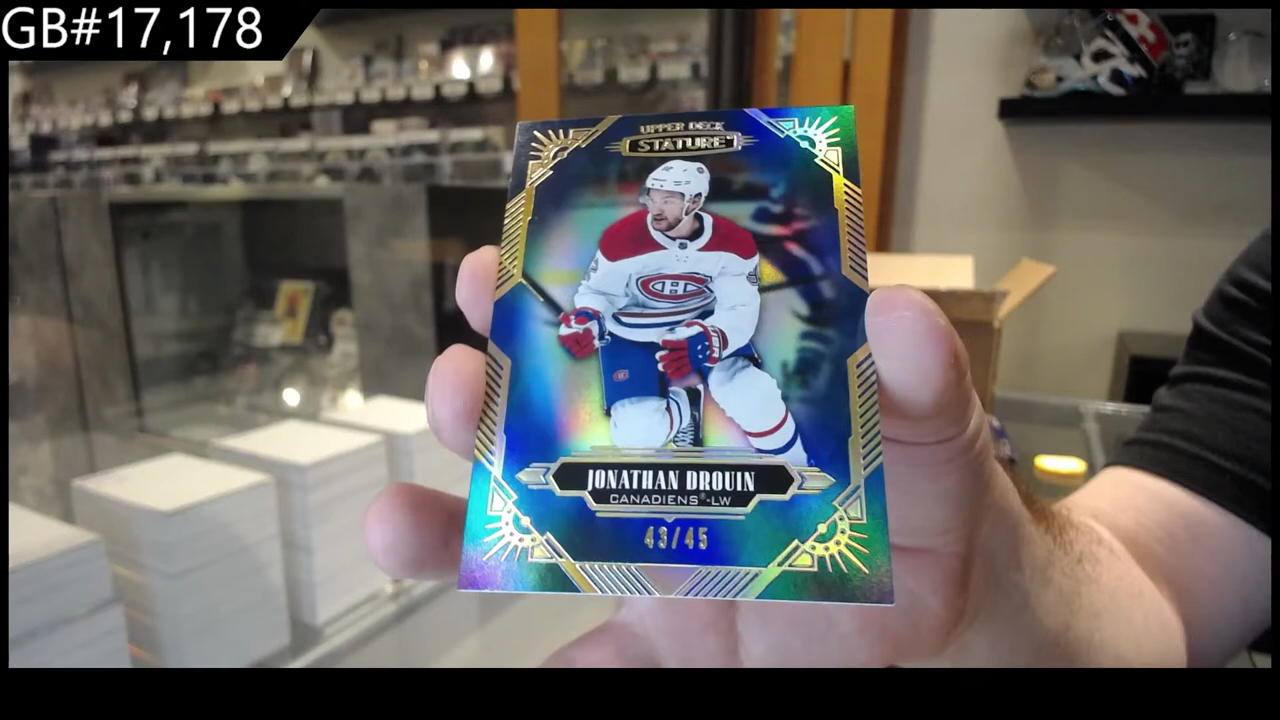 GB#17,178
UPPER DECK
STATURE
JONATHAN DROUIN
CANADIENS®-LW
43/45